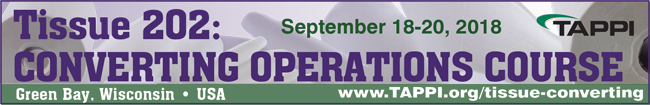 Tissue 202:
September 18-20, 2018
TAPPI
CONVERTING OPERATIONS COURSE
Green Bay, Wisconsin • USA
www.TAPPI.org/tissue-converting